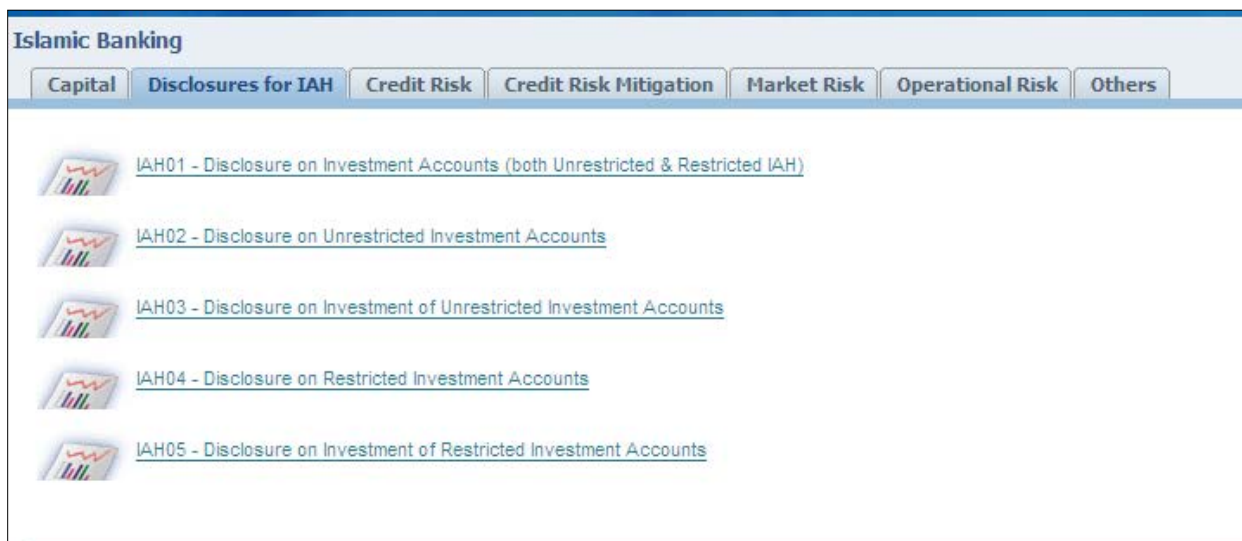 Islamic Banking
Capital Disclosures for IAH Credit Risk Credit Risk Mitigation Market Risk Operational Risk Others
IAH01 - Disclosure on Investment Accounts (both Unrestricted & Restricted IAH)
IAH02 - Disclosure on Unrestricted Investment Accounts
IAH03 - Disclosure on Investment of Unrestricted Investment Accounts
IAH04 - Disclosure on Restricted Investment Accounts
IAH05 - Disclosure on Investment of Restricted Investment Accounts